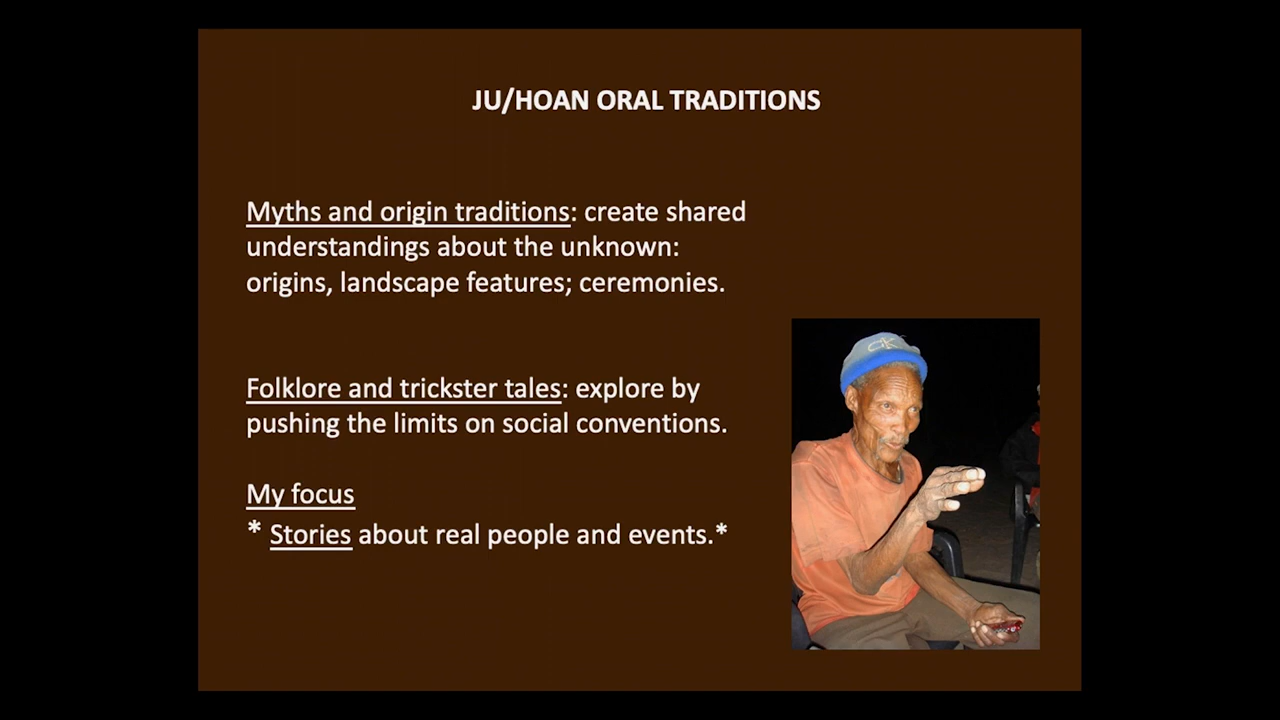 JU/HOAN ORAL TRADITIONS
Myths and origin traditions: create shared
understandings about the unknown:
origins, landscape features; ceremonies.
Folklore and trickster tales: explore by
pushing the limits on social conventions.
My focus
* Stories about real people and events.*
CK